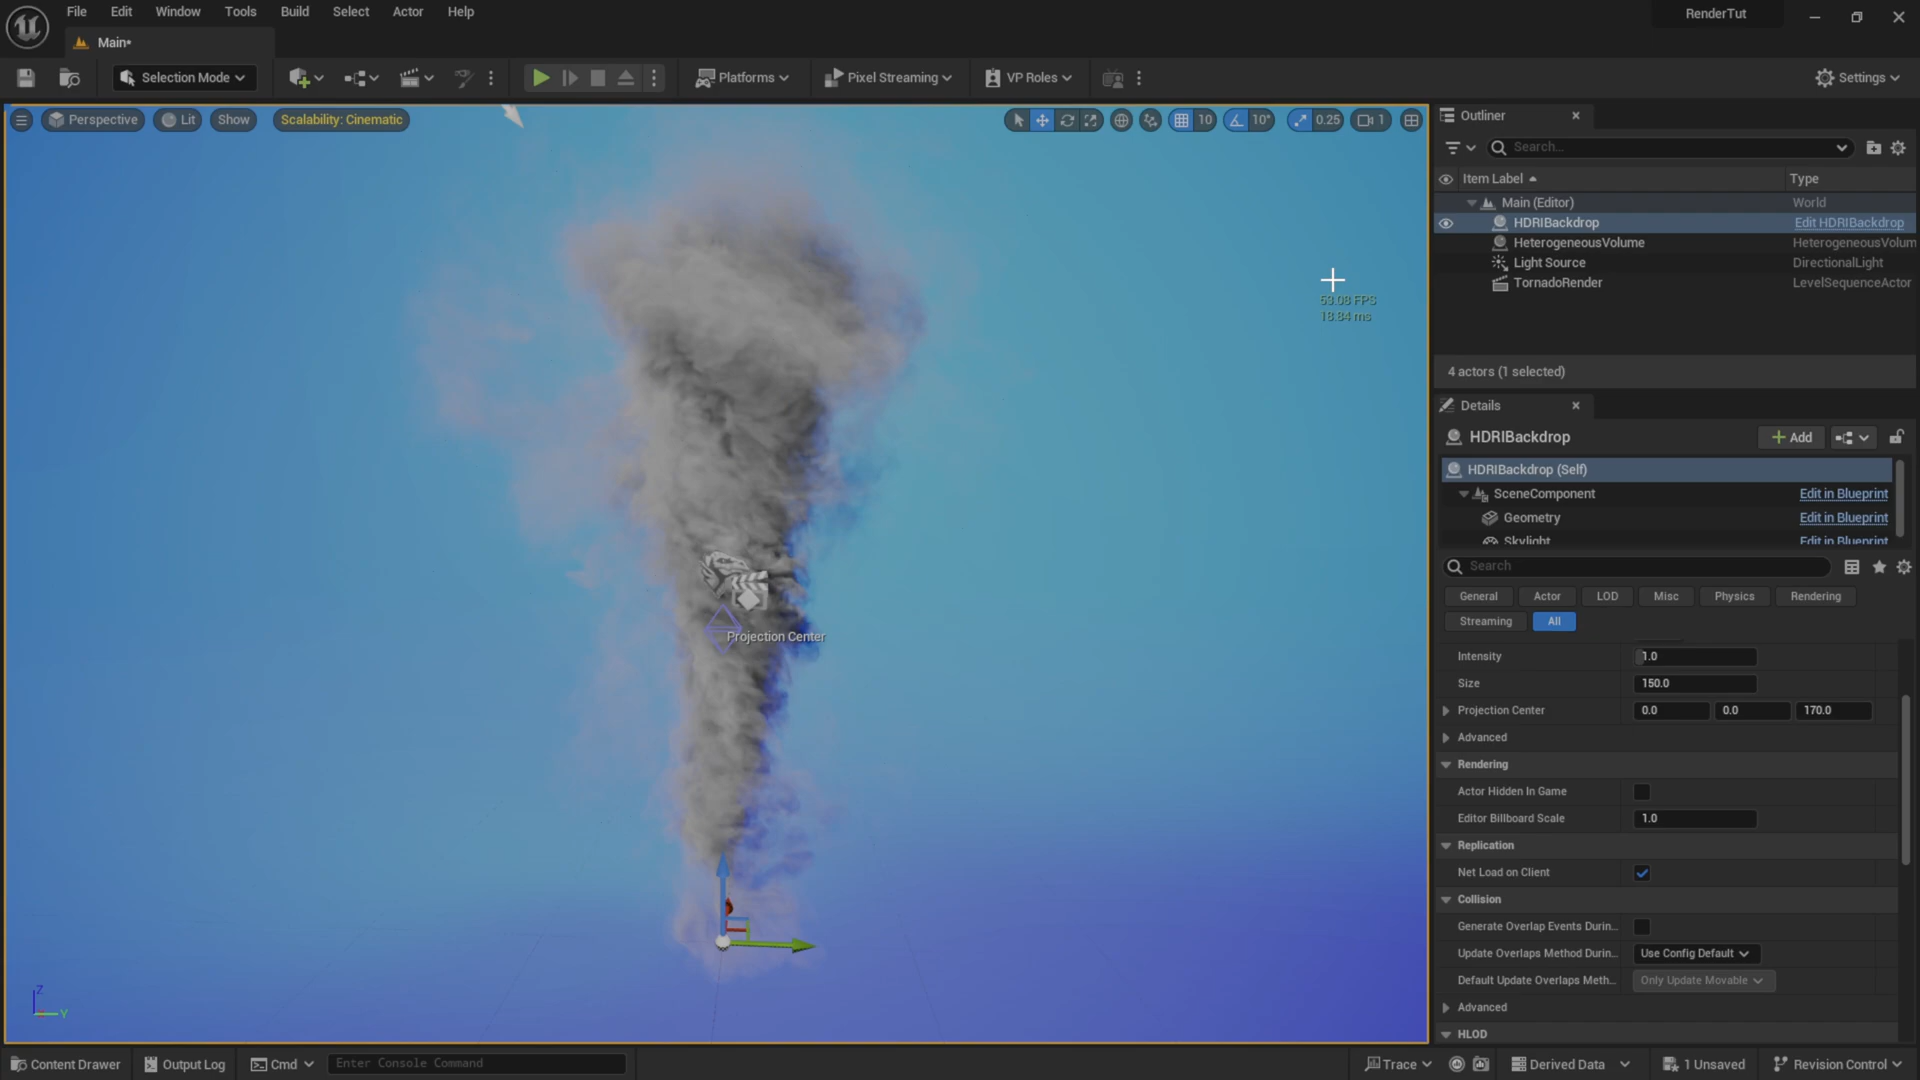 File Edit Window Tools Build Select Actor Help
RenderTut
Main*
Selection Mode
Platforms
Pixel Streaming
VP Roles
Settings
Perspective
Lit
Show
Scalability: Cinematic
10
10°
0.25
1
53.08 FPS
18.84 ms
Projection Center
Z
Y
Outliner
Search...
Item Label Type
Main (Editor) World
HDRIBackdrop Edit HDRIBackdrop
HeterogeneousVolume HeterogeneousVolum
Light Source DirectionalLight
TornadoRender LevelSequenceActor
4 actors (1 selected)
Details
HDRIBackdrop
Add
HDRIBackdrop (Self)
SceneComponent Edit in Blueprint
Geometry Edit in Blueprint
Skylight Edit in Blueprint
Search
General Actor LOD Misc Physics Rendering
Streaming All
Intensity 1.0
Size 150.0
Projection Center 0.0 0.0 170.0
Advanced
Rendering
Actor Hidden In Game
Editor Billboard Scale 1.0
Replication
Net Load on Client
Collision
Generate Overlap Events Durin...
Update Overlaps Method Durin... Use Config Default
Default Update Overlaps Meth... Only Update Movable
Advanced
HLOD
Content Drawer Output Log Cmd Enter Console Command Trace Derived Data 1 Unsaved Revision Control